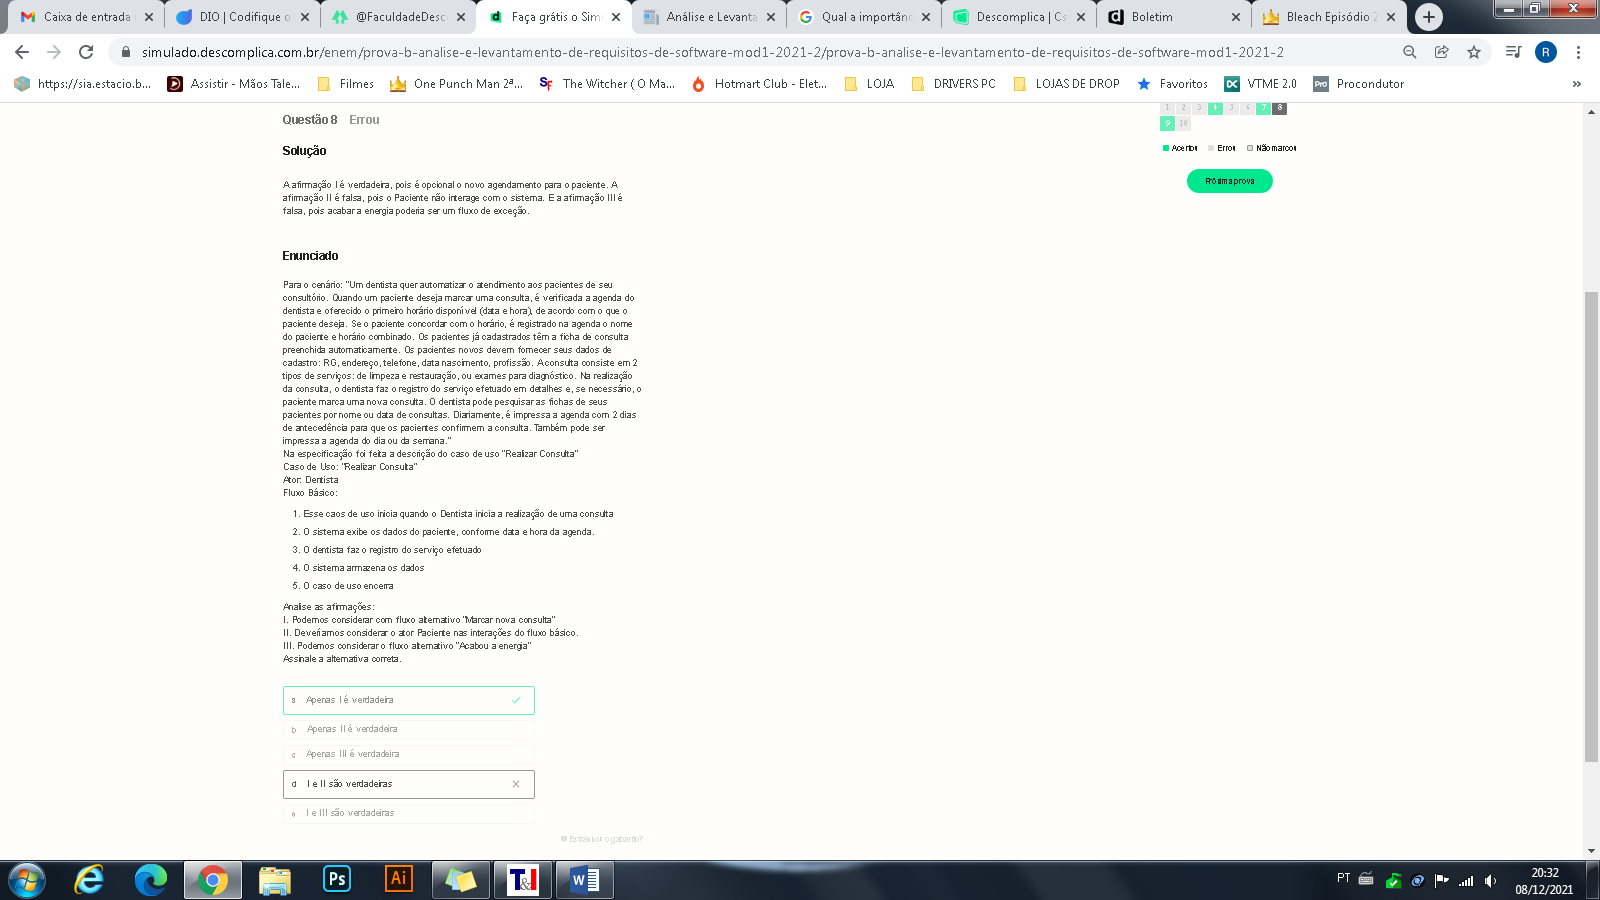 Caixa de entrada
DIO | Codifique o
@FaculdadeDesc
Faça grátis o Sim
Análise e Levanta
Qual a importânc
Descomplica | Cs
Boletim
Bleach Episódio 2
simulado.descomplica.com.br/enem/prova-b-analise-e-levantamento-de-requisitos-de-software-mod1-2021-2/prova-b-analise-e-levantamento-de-requisitos-de-software-mod1-2021-2
R
https://sia.estacio.b...
Assistir - Mãos Tale...
Filmes
One Punch Man 2ª...
The Witcher ( O Ma...
Hotmart Club - Elet...
LOJA
DRIVERS PC
LOJAS DE DROP
Favoritos
VTME 2.0
Procondutor
1 2 3 4 5 6 7 8
9 10
Acertou Errou Não marcou
Próxima prova
Questão 8 Errou
Solução
A afirmação I é verdadeira, pois é opcional o novo agendamento para o paciente. A
afirmação II é falsa, pois o Paciente não interage com o sistema. E a afirmação III é
falsa, pois acabar a energia poderia ser um fluxo de exceção.
Enunciado
Para o cenário: "Um dentista quer automatizar o atendimento aos pacientes de seu
consultório. Quando um paciente deseja marcar uma consulta, é verificada a agenda do
dentista e oferecido o primeiro horário disponível (data e hora), de acordo com o que o
paciente deseja. Se o paciente concordar com o horário, é registrado na agenda o nome
do paciente e horário combinado. Os pacientes já cadastrados têm a ficha de consulta
preenchida automaticamente. Os pacientes novos devem fornecer seus dados de
cadastro: RG, endereço, telefone, data nascimento, profissão. A consulta consiste em 2
tipos de serviços: de limpeza e restauração, ou exames para diagnóstico. Na realização
da consulta, o dentista faz o registro do serviço efetuado em detalhes e, se necessário, o
paciente marca uma nova consulta. O dentista pode pesquisar as fichas de seus
pacientes por nome ou data de consultas. Diariamente, é impressa a agenda com 2 dias
de antecedência para que os pacientes confirmem a consulta. Também pode ser
impressa a agenda do dia ou da semana."
Na especificação foi feita a descrição do caso de uso "Realizar Consulta"
Caso de Uso: "Realizar Consulta"
Ator: Dentista
Fluxo Básico:
1. Esse caos de uso inicia quando o Dentista inicia a realização de uma consulta
2. O sistema exibe os dados do paciente, conforme data e hora da agenda.
3. O dentista faz o registro do serviço efetuado
4. O sistema armazena os dados
5. O caso de uso encerra
Analise as afirmações:
I. Podemos considerar com fluxo alternativo "Marcar nova consulta"
II. Deveríamos considerar o ator Paciente nas interações do fluxo básico.
III. Podemos considerar o fluxo alternativo "Acabou a energia"
Assinale a alternativa correta.
a Apenas I é verdadeira
b Apenas II é verdadeira
c Apenas III é verdadeira
d I e II são verdadeiras
e I e III são verdadeiras
Estranhou o gabarito?
Ps
Ai
T&I
W
PT
20:32
08/12/2021